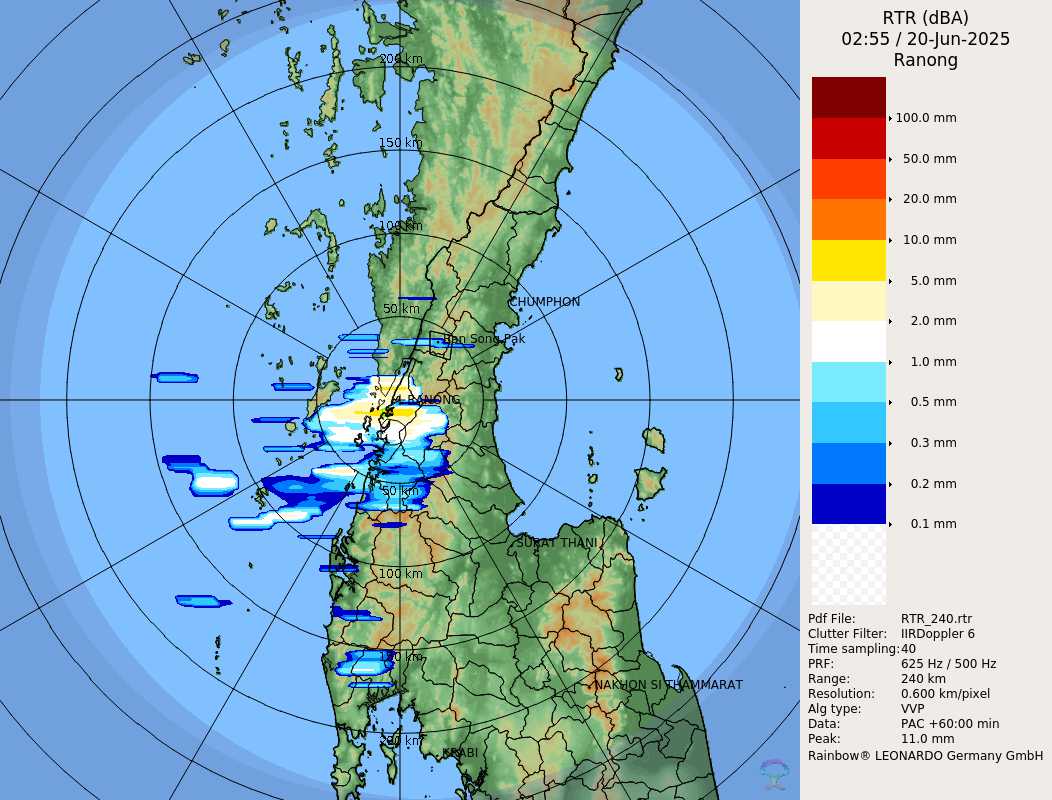 200 km
150 km
100 km
50 km
CHUMPHON
Ban Song Pak
RANONG
50 km
SURAT THANI
100 km
NAKHON SI THAMMARAT
KRABI
RTR (dBA)
02:55 / 20-Jun-2025
Ranong
100.0 mm
50.0 mm
20.0 mm
10.0 mm
5.0 mm
2.0 mm
1.0 mm
0.5 mm
0.3 mm
0.2 mm
0.1 mm
Pdf File: RTR_240.rtr
Clutter Filter: IIRDoppler 6
Time sampling:40
PRF: 625 Hz / 500 Hz
Range: 240 km
Resolution: 0.600 km/pixel
Alg type: VVP
Data: PAC +60:00 min
Peak: 11.0 mm
Rainbow® LEONARDO Germany GmbH